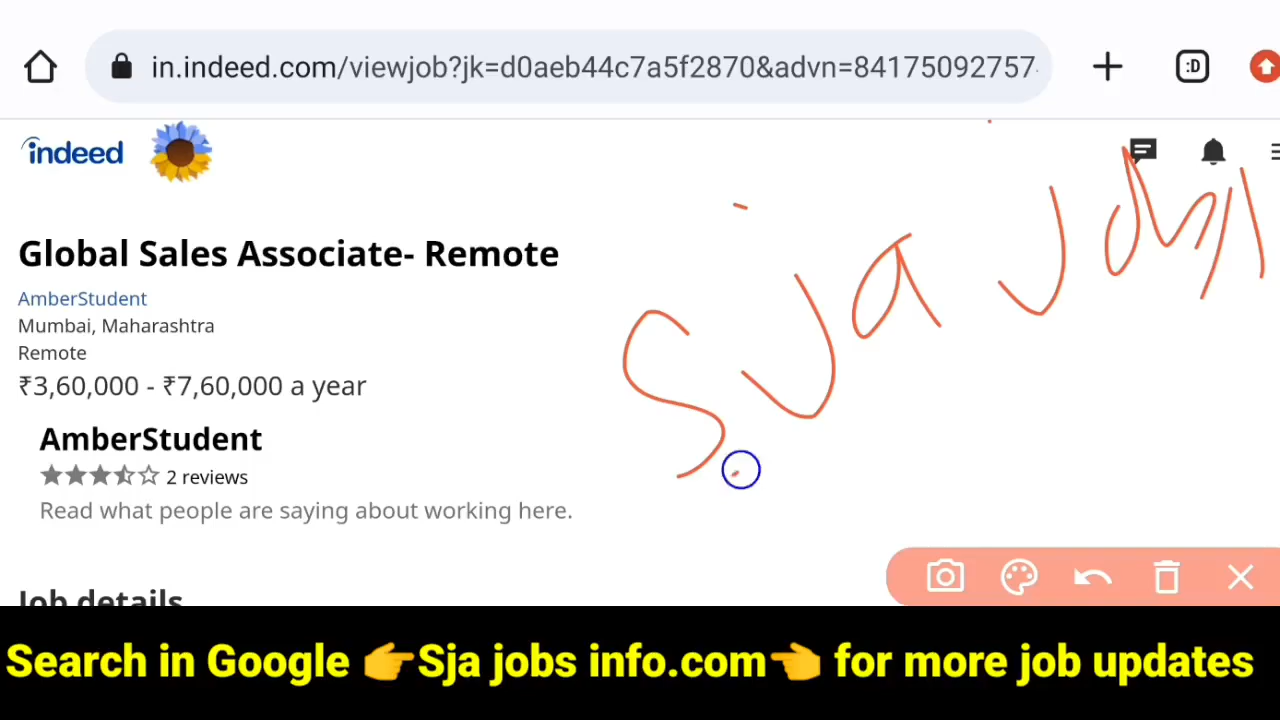 in.indeed.com/viewjob?jk=d0aeb44c7a5f2870&advn=84175092757
:D
indeed
Global Sales Associate- Remote
AmberStudent
Mumbai, Maharashtra
Remote
₹3,60,000 - ₹7,60,000 a year
AmberStudent
2 reviews
Read what people are saying about working here.
Job details
Sja
Search in Google 👉Sja jobs info.com👈 for more job updates